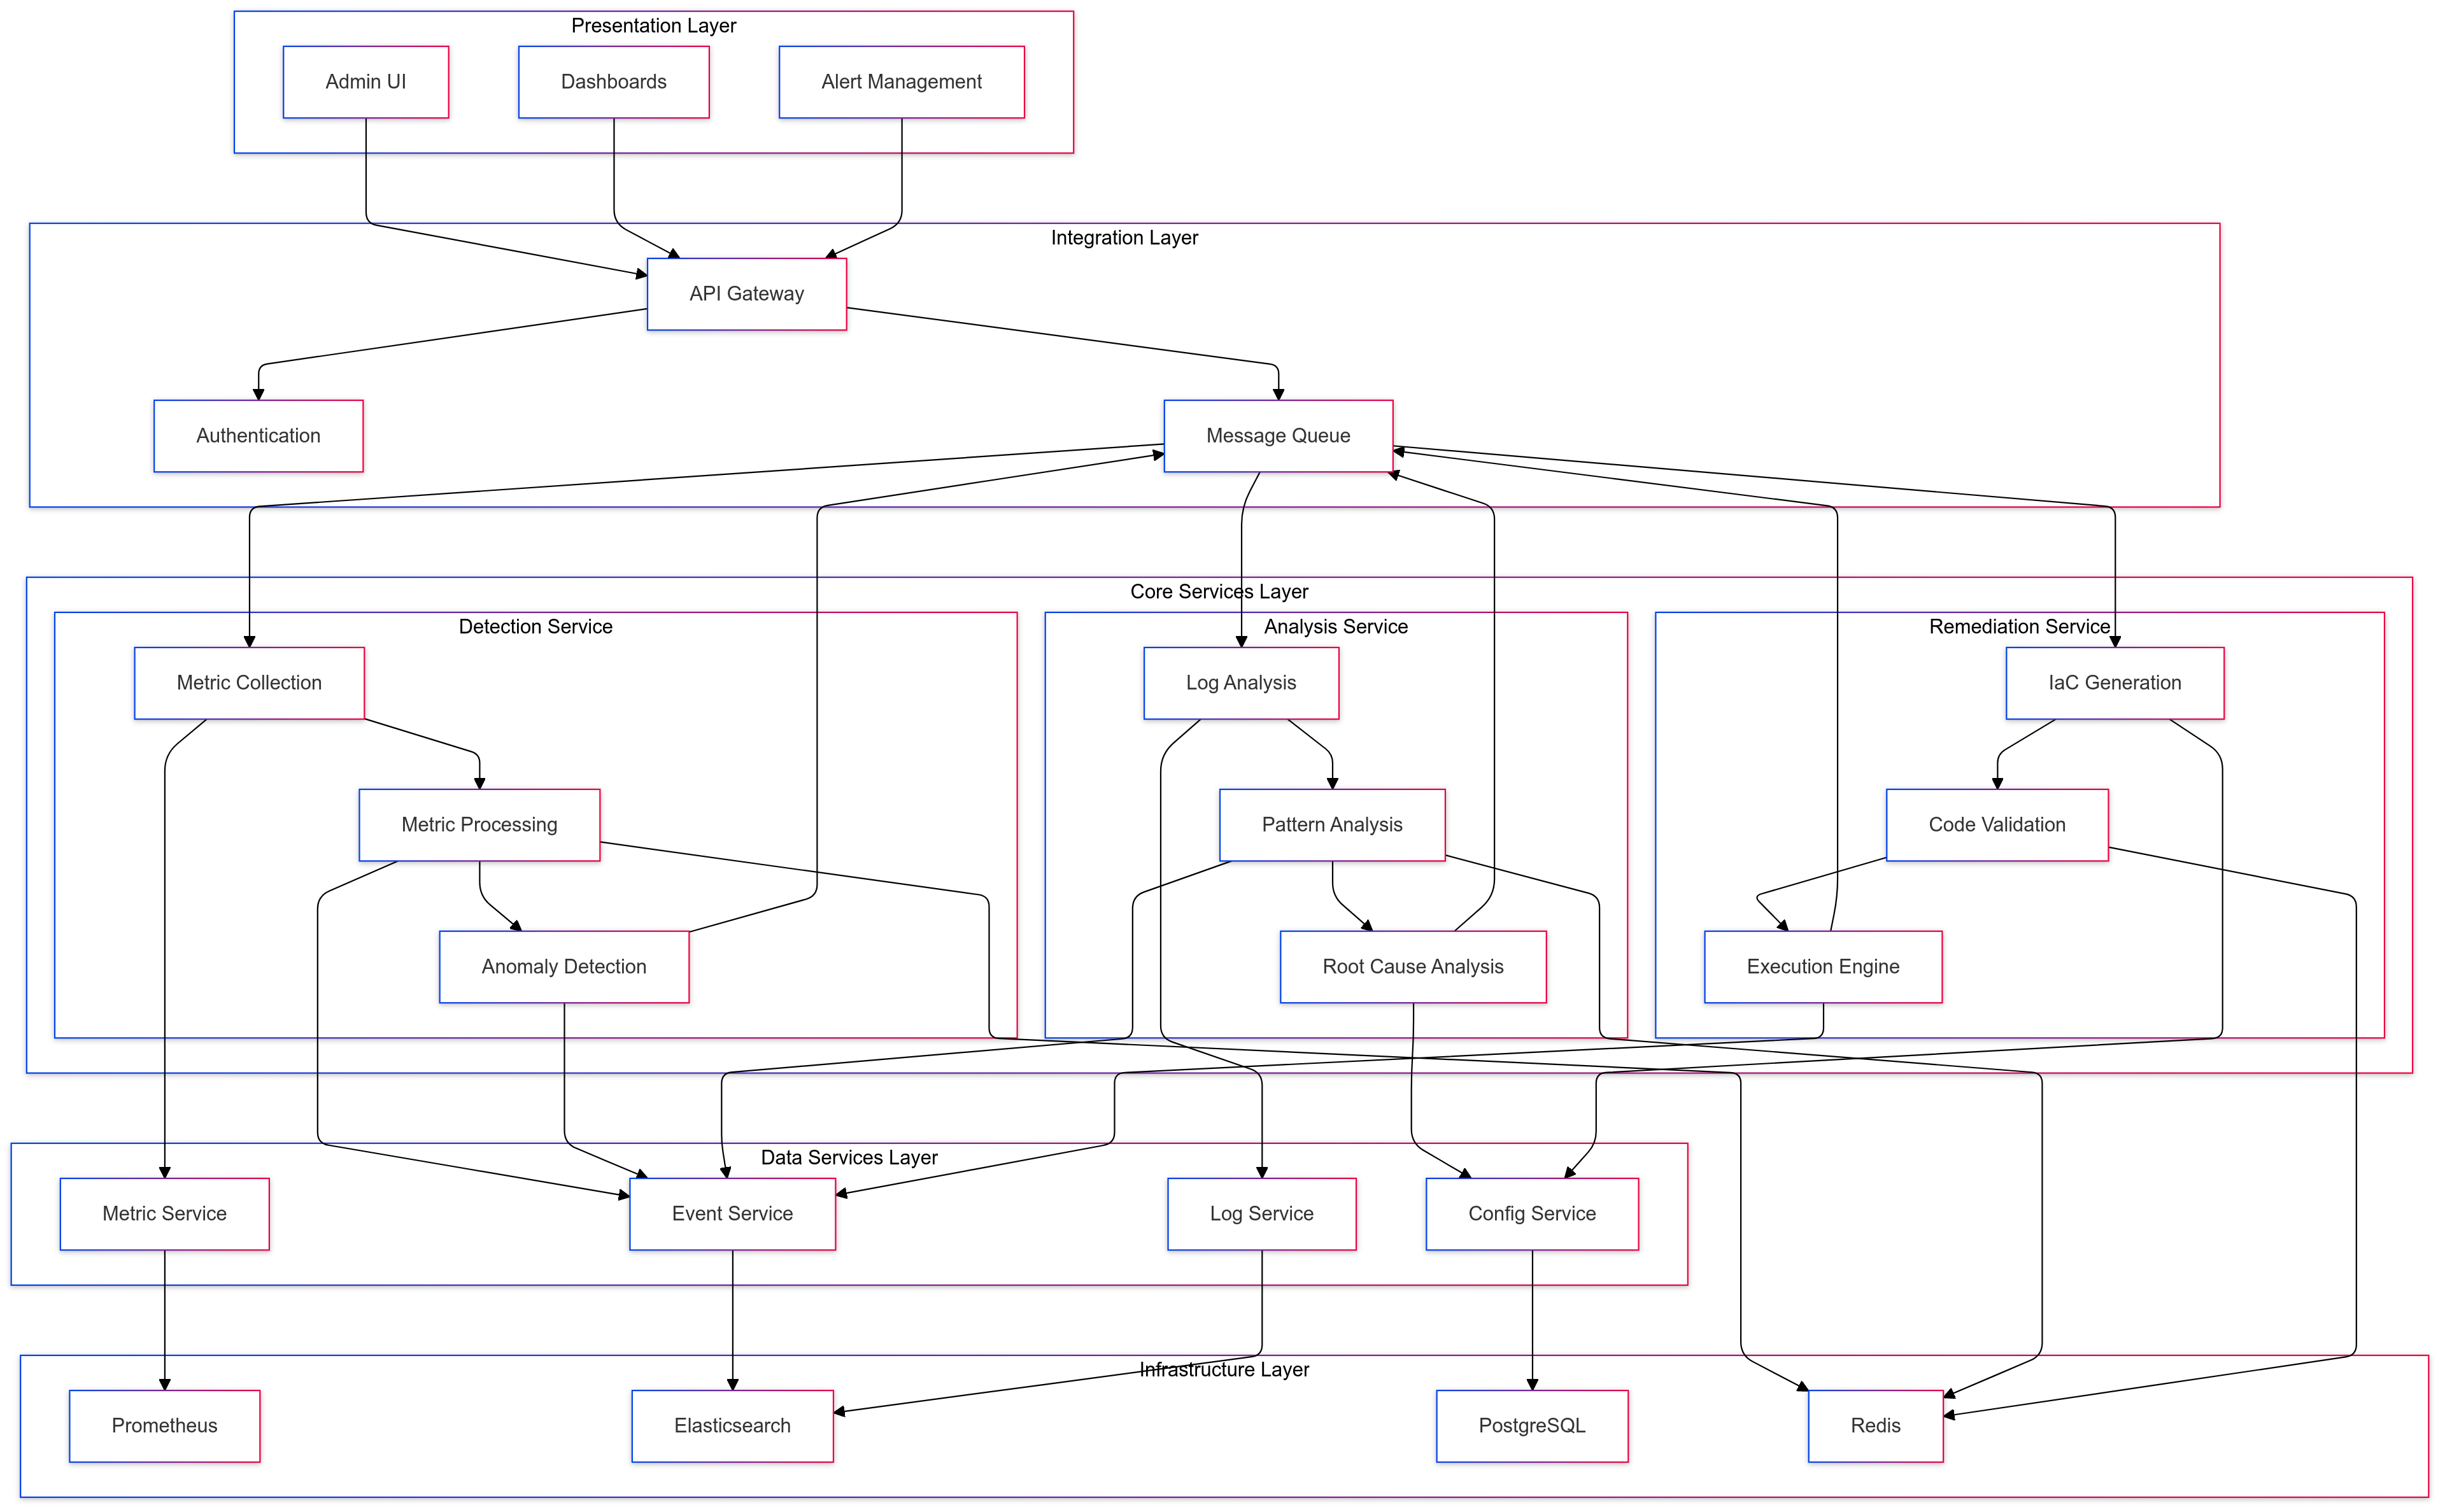 Presentation Layer
Admin UI
Dashboards
Alert Management
Integration Layer
API Gateway
Authentication
Message Queue
Core Services Layer
Detection Service
Analysis Service
Remediation Service
Metric Collection
Log Analysis
IaC Generation
Metric Processing
Pattern Analysis
Code Validation
Anomaly Detection
Root Cause Analysis
Execution Engine
Data Services Layer
Metric Service
Event Service
Log Service
Config Service
Infrastructure Layer
Prometheus
Elasticsearch
PostgreSQL
Redis